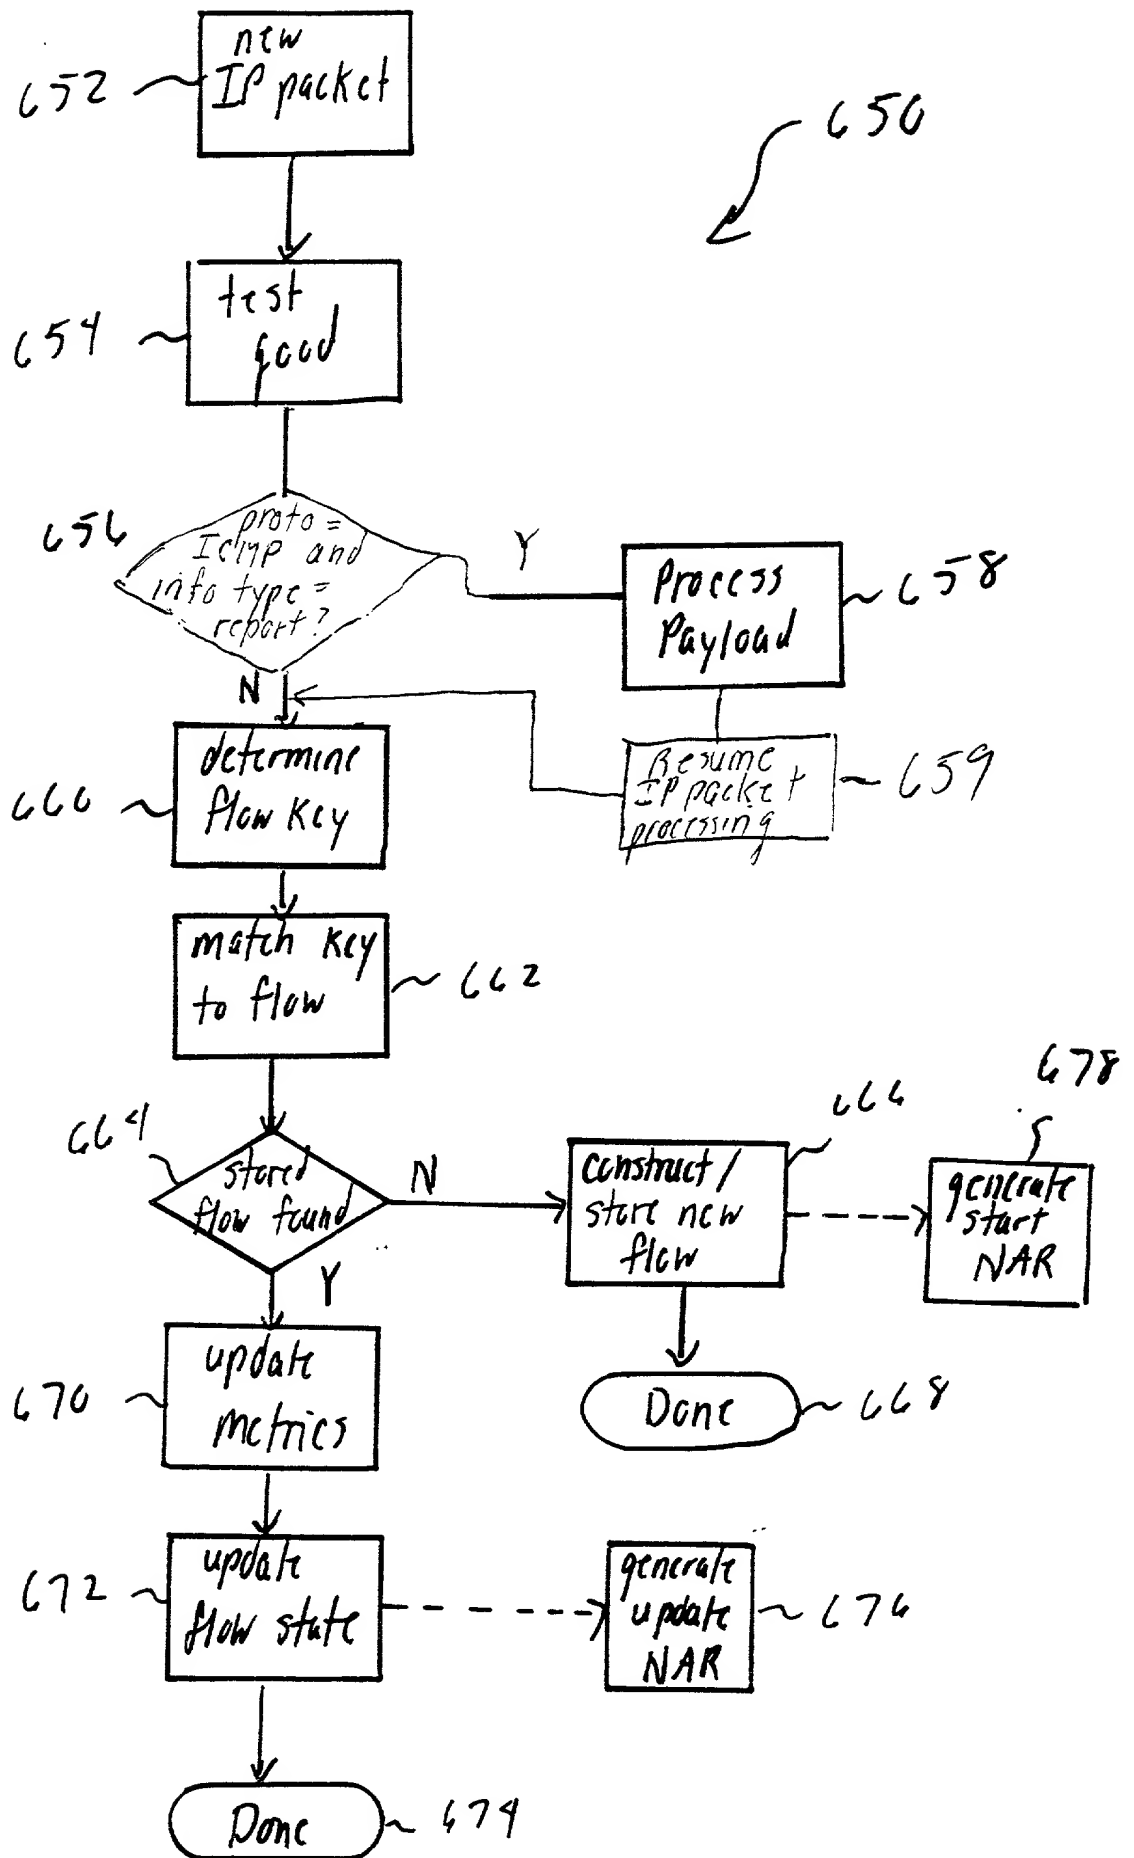 new
652
IP packet
650
test
654
good
656
proto =
ICMP and
info type =
report?
Y
Process
Payload
658
N
determine
flow key
660
Resume
IP packet
processing
659
match key
to flow
662
664
stored
flow found
N
Y
666
construct/
store new
flow
678
generate
start
NAR
Done
668
update
metrics
670
update
flow state
672
generate
update
NAR
676
Done
674